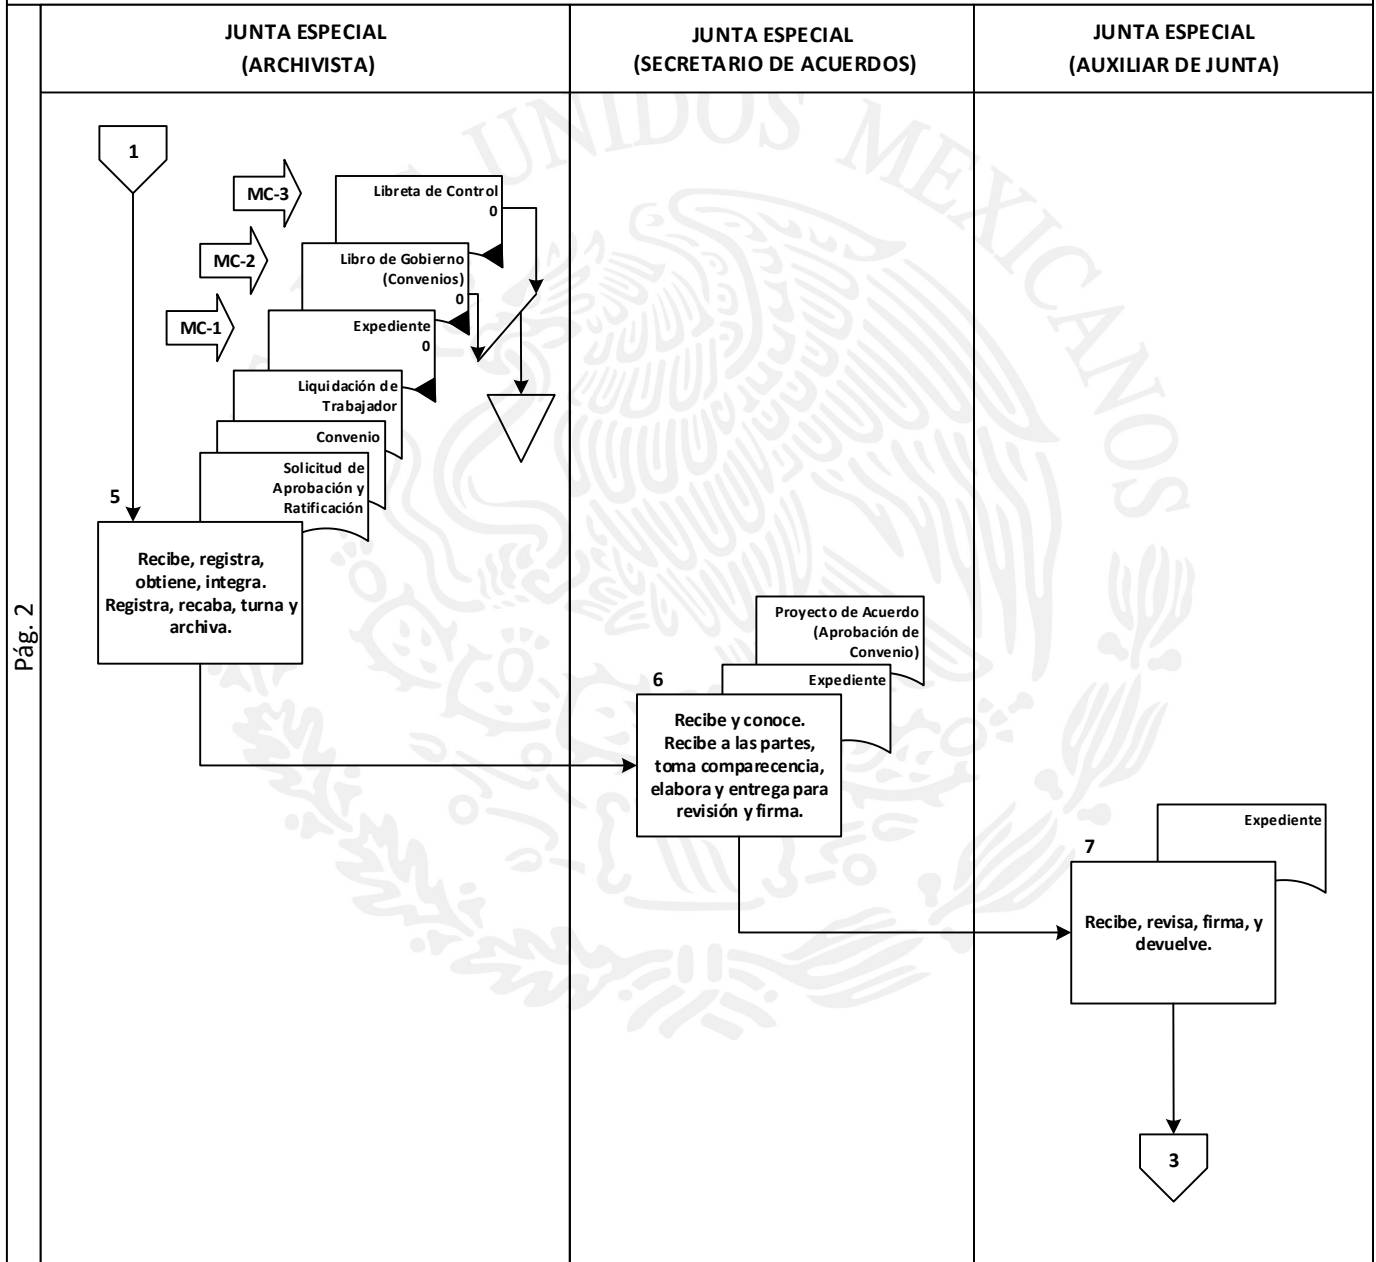 JUNTA ESPECIAL
(ARCHIVISTA)
JUNTA ESPECIAL
(SECRETARIO DE ACUERDOS)
JUNTA ESPECIAL
(AUXILIAR DE JUNTA)
Pág. 2
UNIDOS MEXICANOS
1
MC-3
Libreta de Control
0
MC-2
Libro de Gobierno
(Convenios)
0
MC-1
Expediente
0
Liquidación de
Trabajador
Convenio
Solicitud de
Aprobación y
Ratificación
5
Recibe, registra,
obtiene, integra.
Registra, recaba, turna y
archiva.
Proyecto de Acuerdo
(Aprobación de
Convenio)
Expediente
6
Recibe y conoce.
Recibe a las partes,
toma comparecencia,
elabora y entrega para
revisión y firma.
Expediente
7
Recibe, revisa, firma, y
devuelve.
3